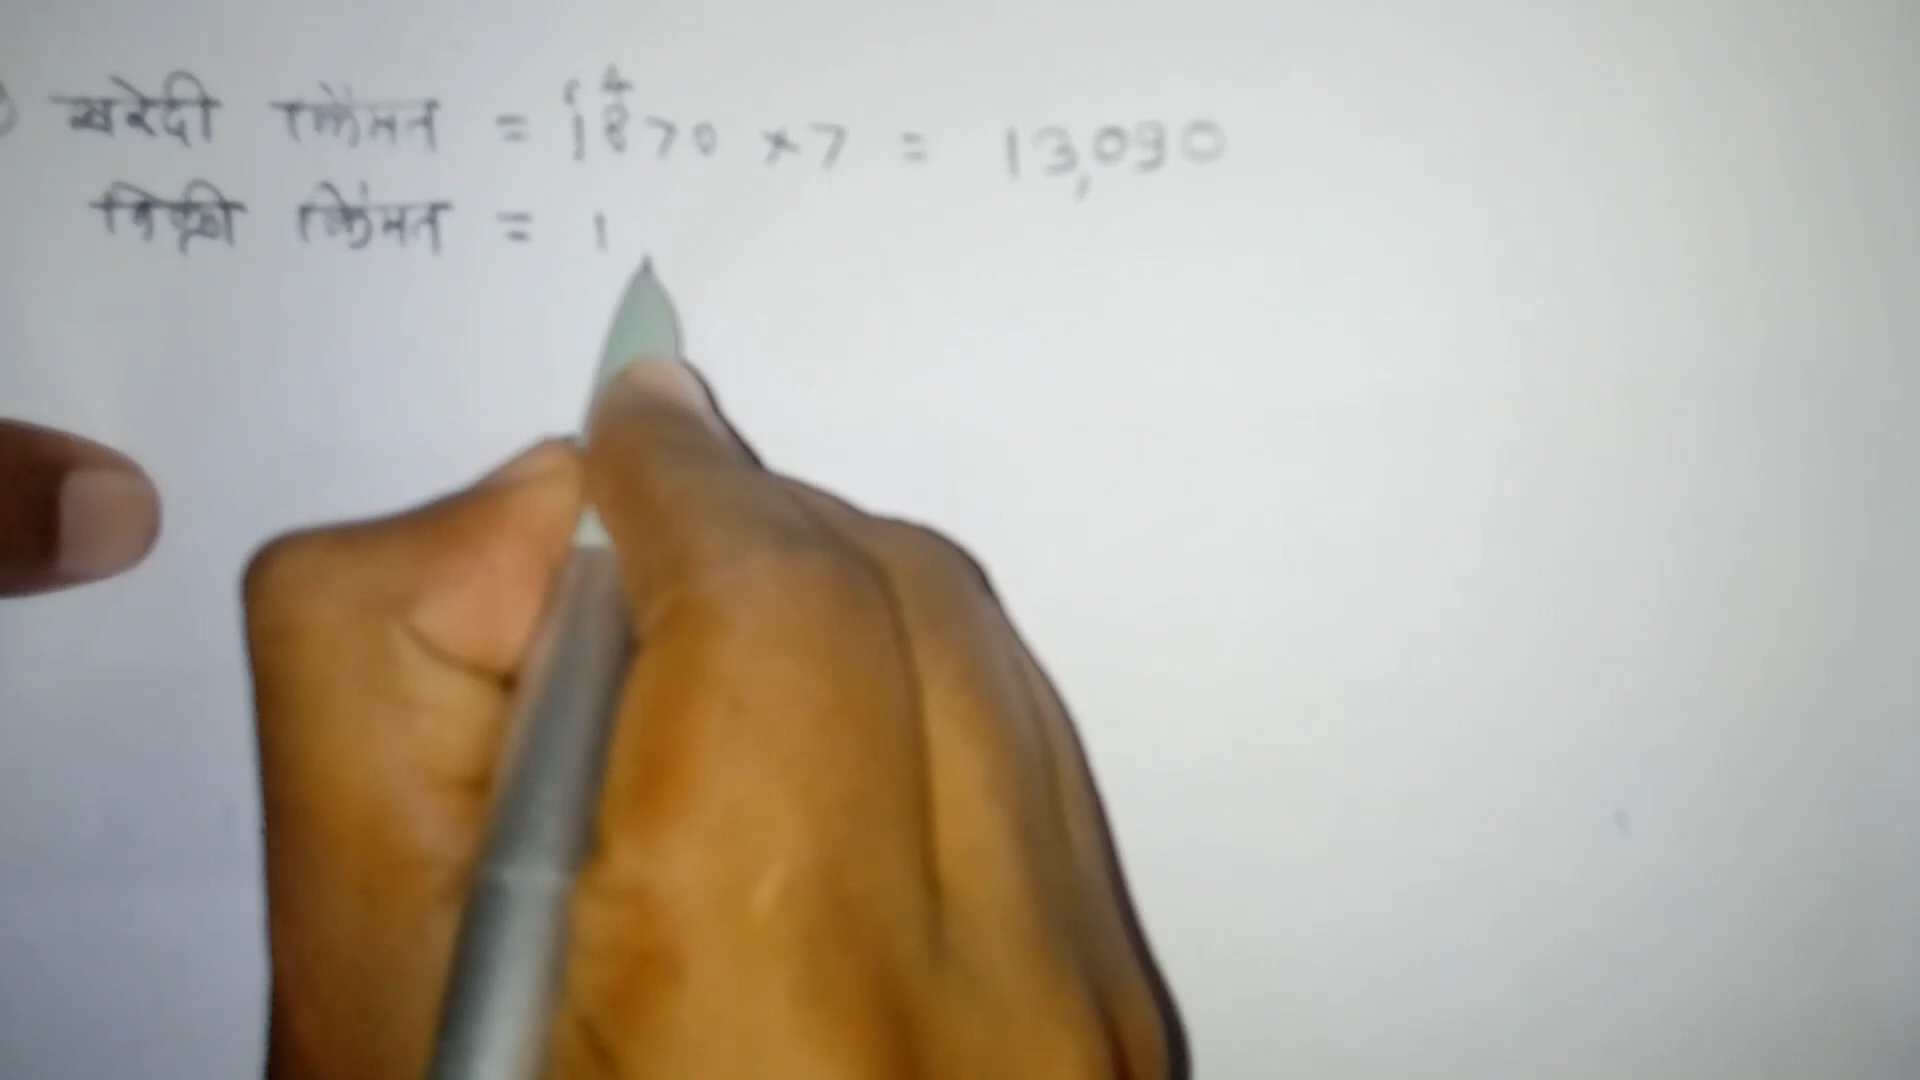 खरेदी किंमत = 1870 × 7 = 13,090
विक्री किंमत = 1